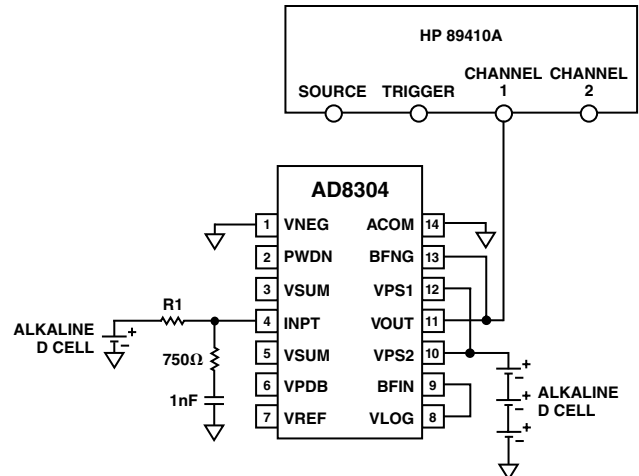 HP 89410A
SOURCE TRIGGER CHANNEL 1 CHANNEL 2
AD8304
1 VNEG ACOM 14
2 PWDN BFNG 13
3 VSUM VPS1 12
4 INPT VOUT 11
5 VSUM VPS2 10
6 VPDB BFIN 9
7 VREF VLOG 8
R1
ALKALINE
D CELL
+
–
750Ω
1nF
+
–
+
–
+
–
ALKALINE
D CELL